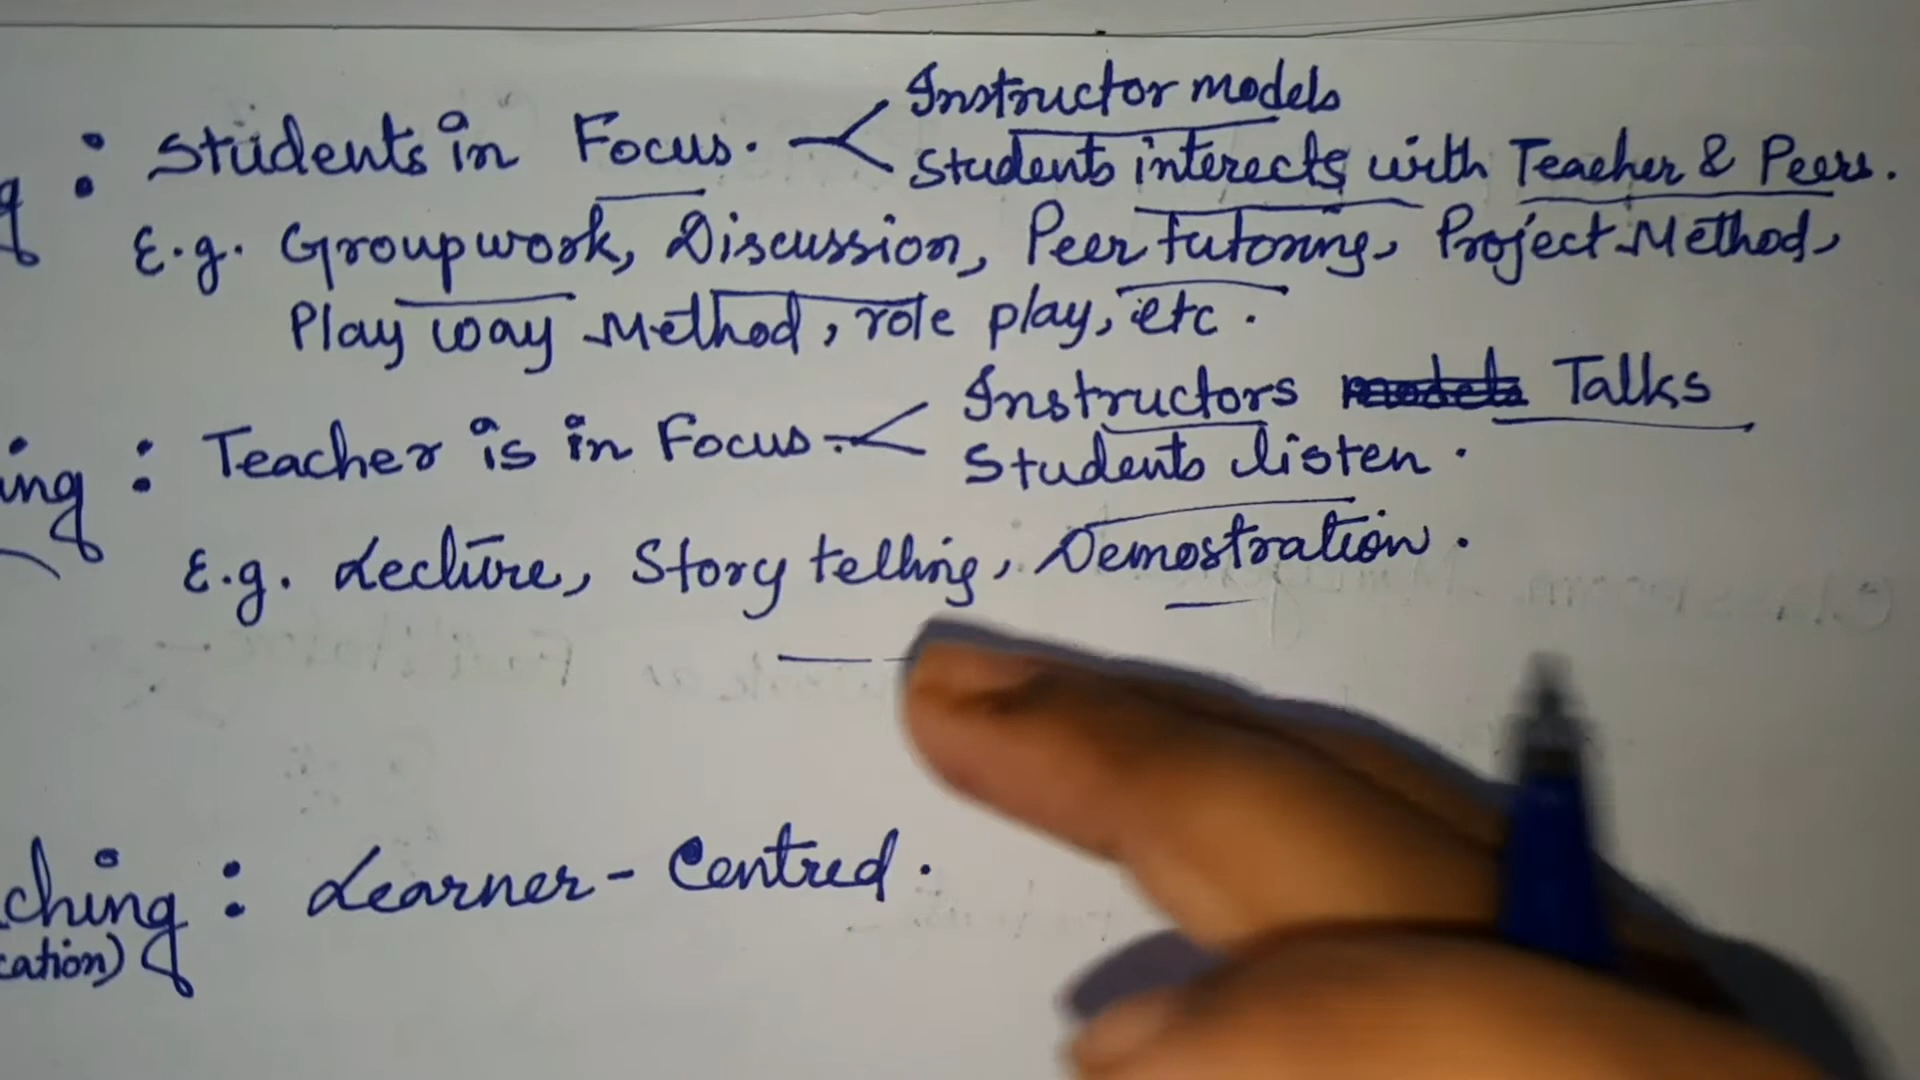 Instructor models
: Students in Focus.
Students interects with Teacher & Peers.
E.g. Groupwork, Discussion, Peer tutoring, Project Method,
Play way Method, role play, etc.
Instructors Talks
ing : Teacher is in Focus.
Students listen.
E.g. Lecture, Story telling, Demostration.
ching : Learner-Centred.
cation)